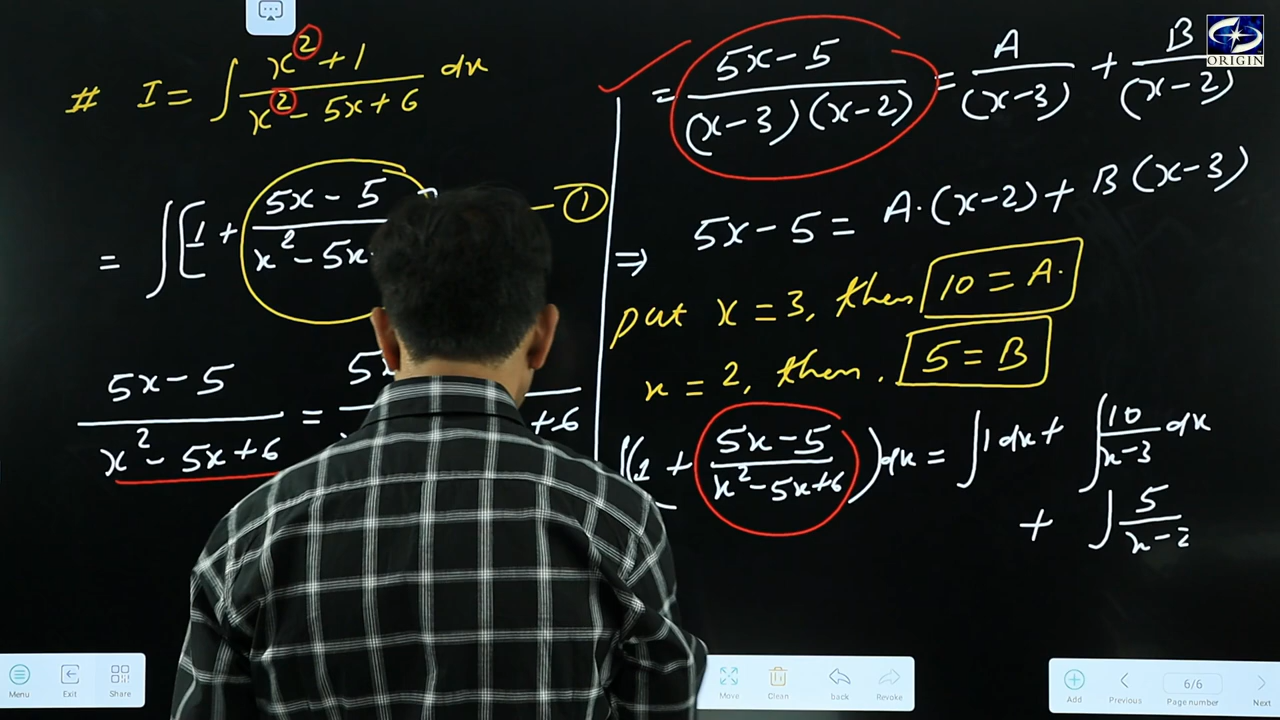 # I = ∫ x² + 1 / x² - 5x + 6 dx
= ∫ [ 1 + 5x - 5 / x² - 5x — ①
5x - 5 / x² - 5x + 6 = 5x + 6
= 5x - 5 / (x - 3)(x - 2) = A / (x - 3) + B / (x - 2)
⇒ 5x - 5 = A·(x - 2) + B(x - 3)
put x = 3, then 10 = A.
x = 2, then, 5 = B
∫(1 + 5x - 5 / x² - 5x + 6) dx = ∫1 dx + ∫ 10 / x - 3 dx
+ ∫ 5 / x - 2
ORIGIN
Menu Exit Share Move Clean back Revoke Add Previous 6/6 Page number Next